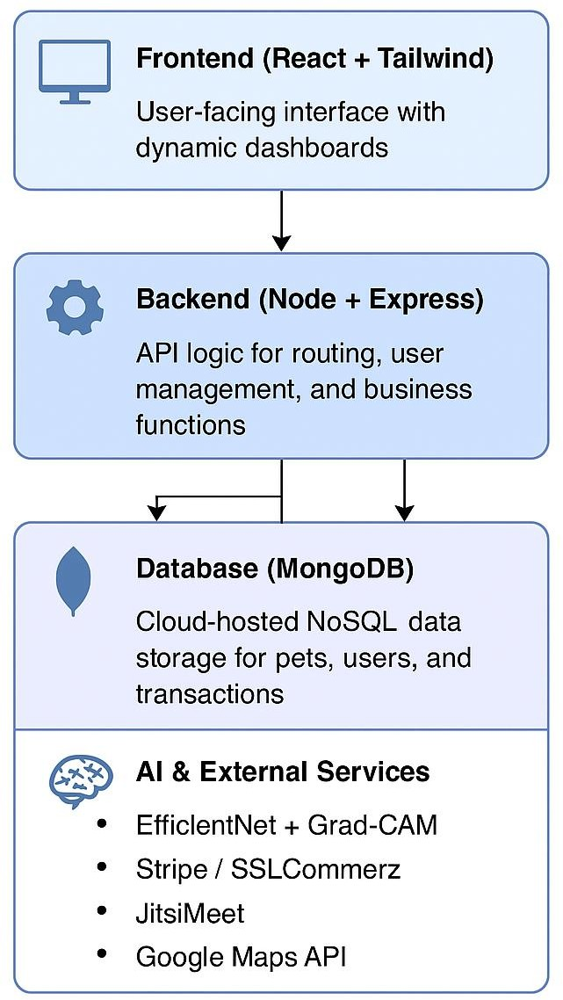 Frontend (React + Tailwind)
User-facing interface with
dynamic dashboards
Backend (Node + Express)
API logic for routing, user
management, and business
functions
Database (MongoDB)
Cloud-hosted NoSQL data
storage for pets, users, and
transactions
AI & External Services
• EfficlentNet + Grad-CAM
• Stripe / SSLCommerz
• JitsiMeet
• Google Maps API